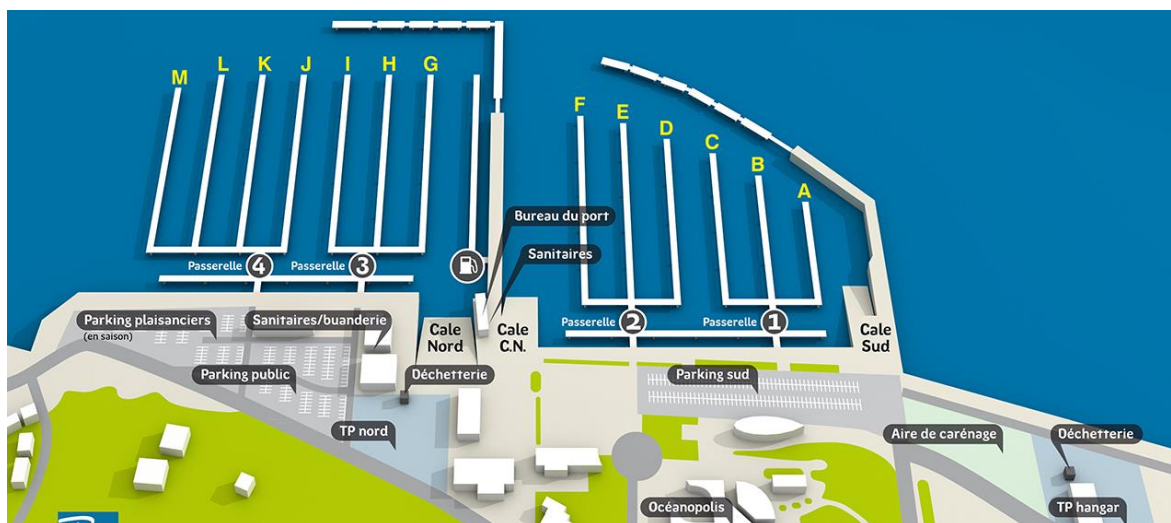 M
L
K
J
I
H
G
F
E
D
C
B
A
Bureau du port
Sanitaires
Passerelle 4
Passerelle 3
Passerelle 2
Passerelle 1
Parking plaisanciers
(en saison)
Sanitaires/buanderie
Cale
Nord
Cale
C.N.
Cale
Sud
Parking public
Déchetterie
Parking sud
TP nord
Aire de carénage
Déchetterie
Océanopolis
TP hangar